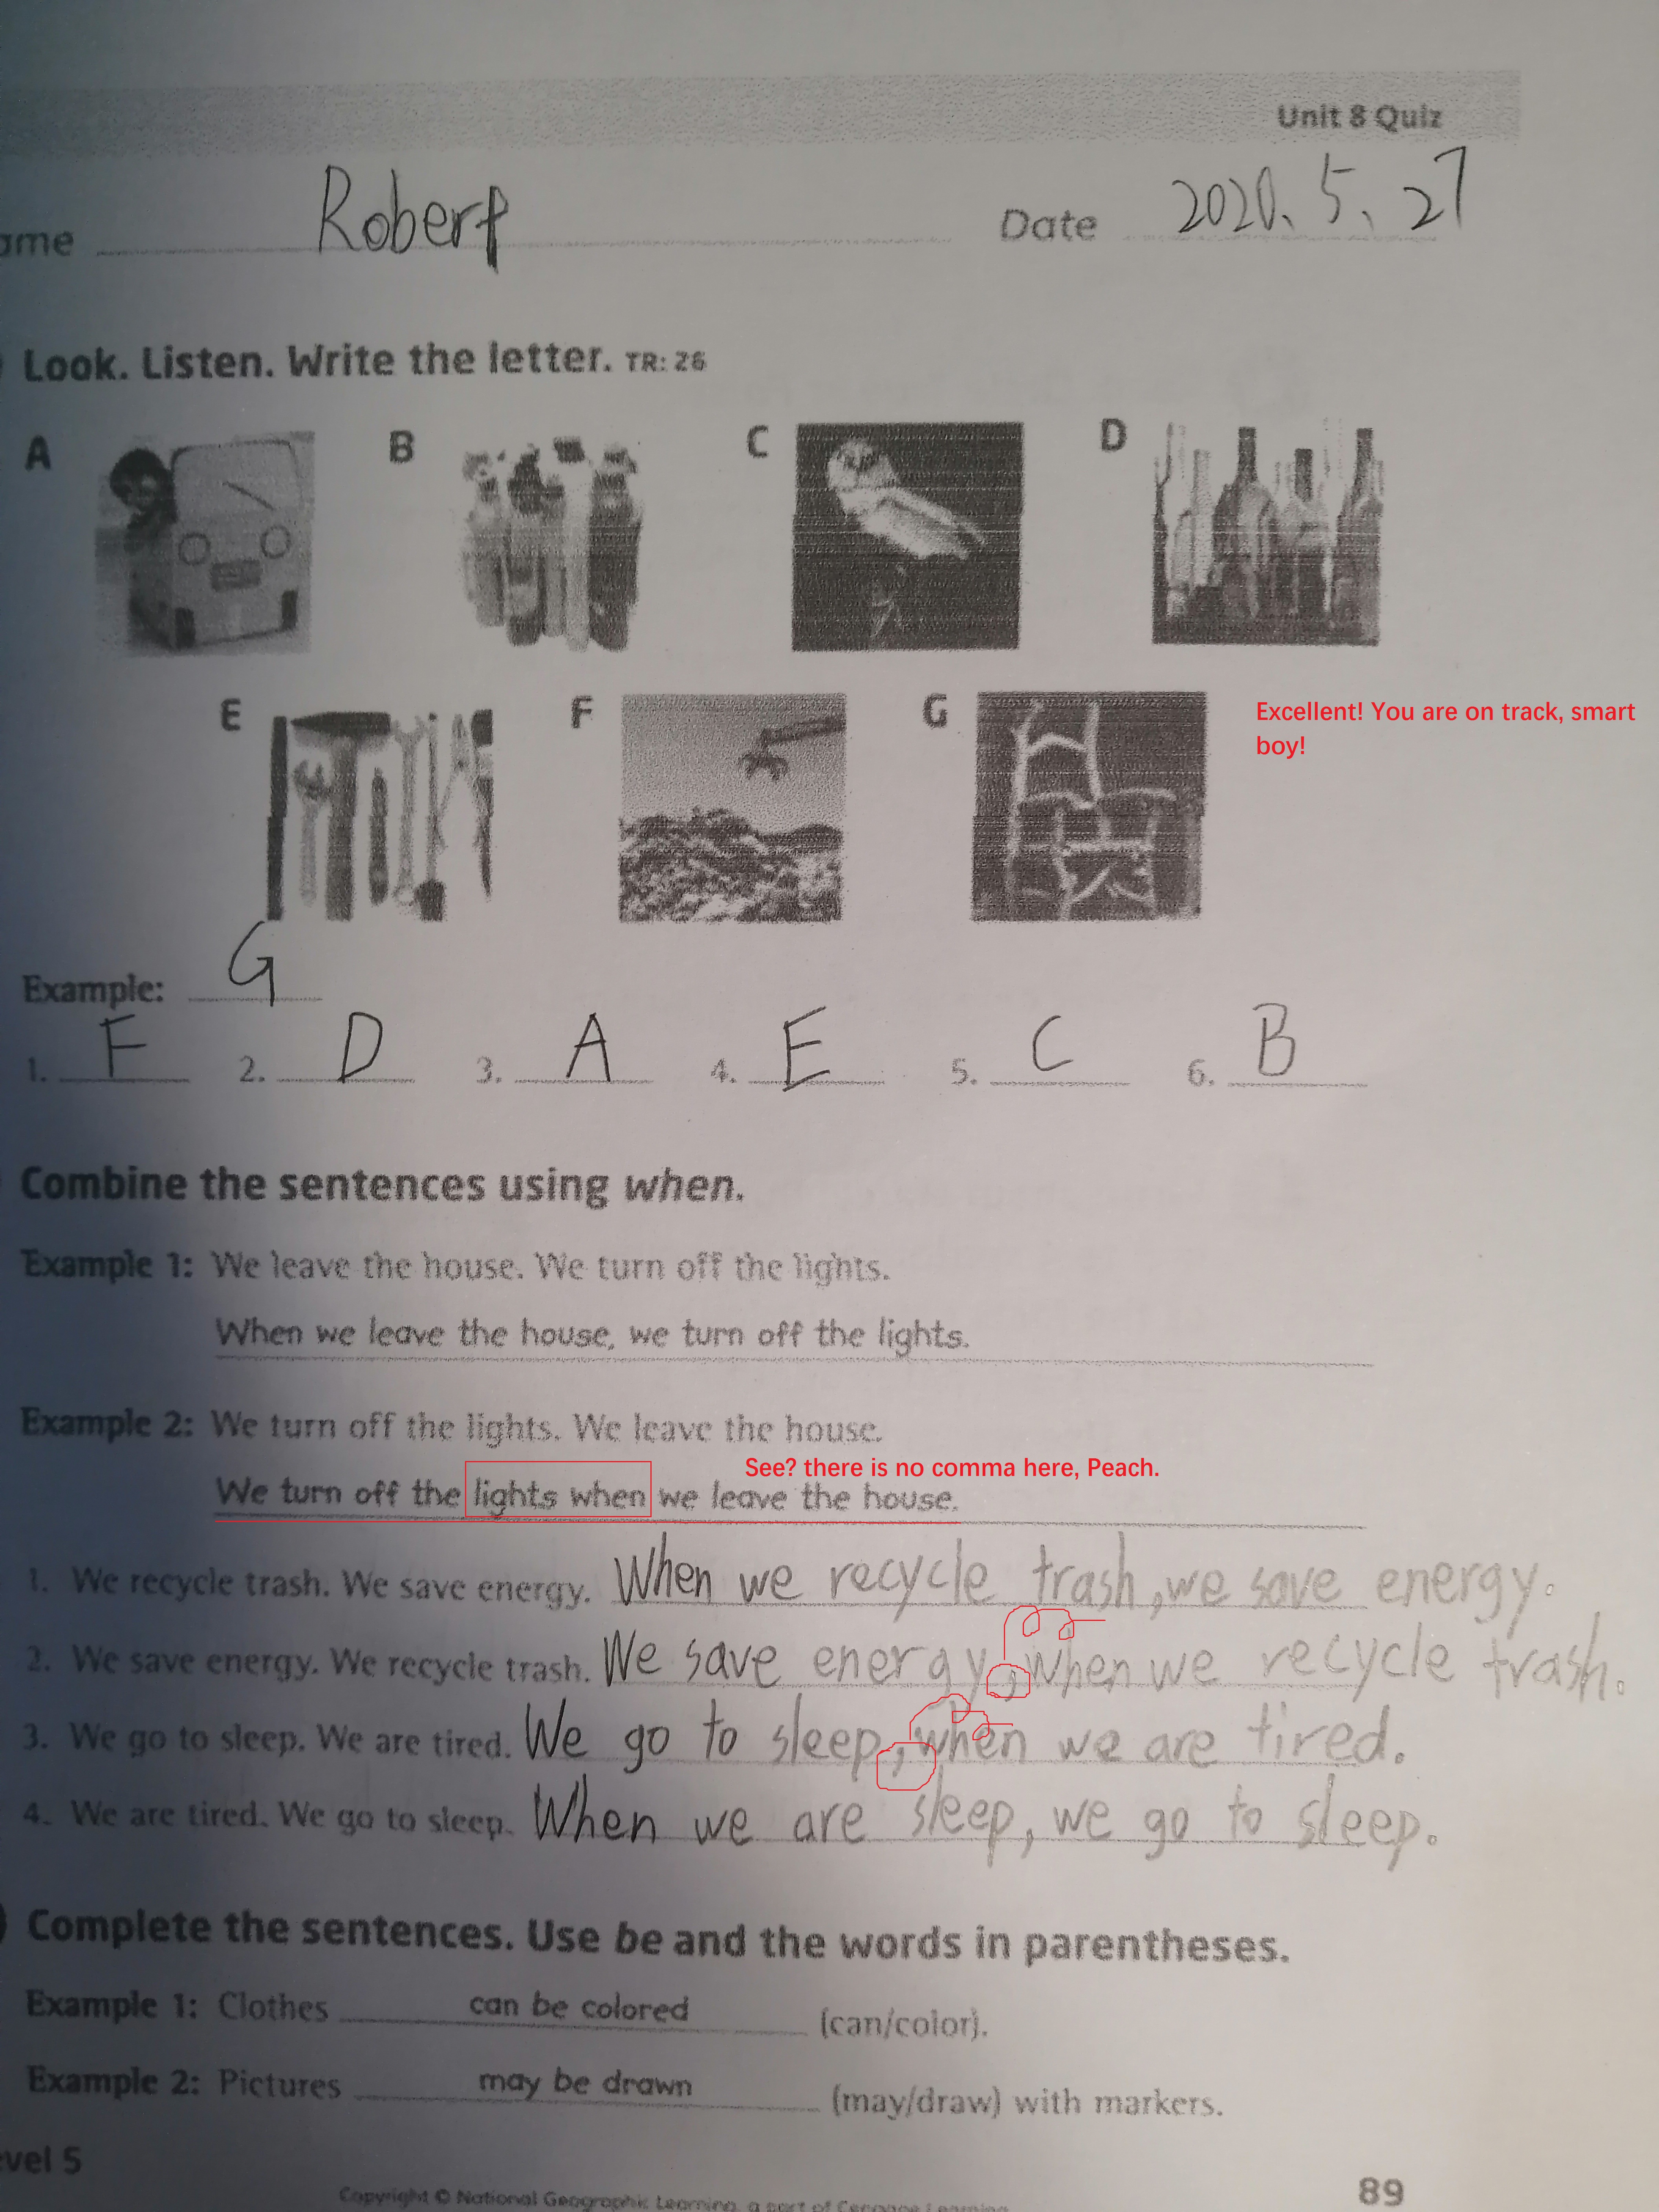 Unit 8 Quiz
ame Robert Date 2020. 5. 27
Look. Listen. Write the letter. TR: 26
A B C D
E F G
Excellent! You are on track, smart
boy!
Example: G
1. F 2. D 3. A 4. E 5. C 6. B
Combine the sentences using when.
Example 1: We leave the house. We turn off the lights.
When we leave the house, we turn off the lights.
Example 2: We turn off the lights. We leave the house.
See? there is no comma here, Peach.
We turn off the lights when we leave the house.
1. We recycle trash. We save energy. When we recycle trash, we save energy.
2. We save energy. We recycle trash. We save energy, when we recycle trash.
3. We go to sleep. We are tired. We go to sleep, when we are tired.
4. We are tired. We go to sleep. When we are sleep, we go to sleep.
Complete the sentences. Use be and the words in parentheses.
Example 1: Clothes can be colored (can/color).
Example 2: Pictures may be drawn (may/draw) with markers.
evel 5
89
Copyright © National Geographic Learning, a part of Cengage Learning